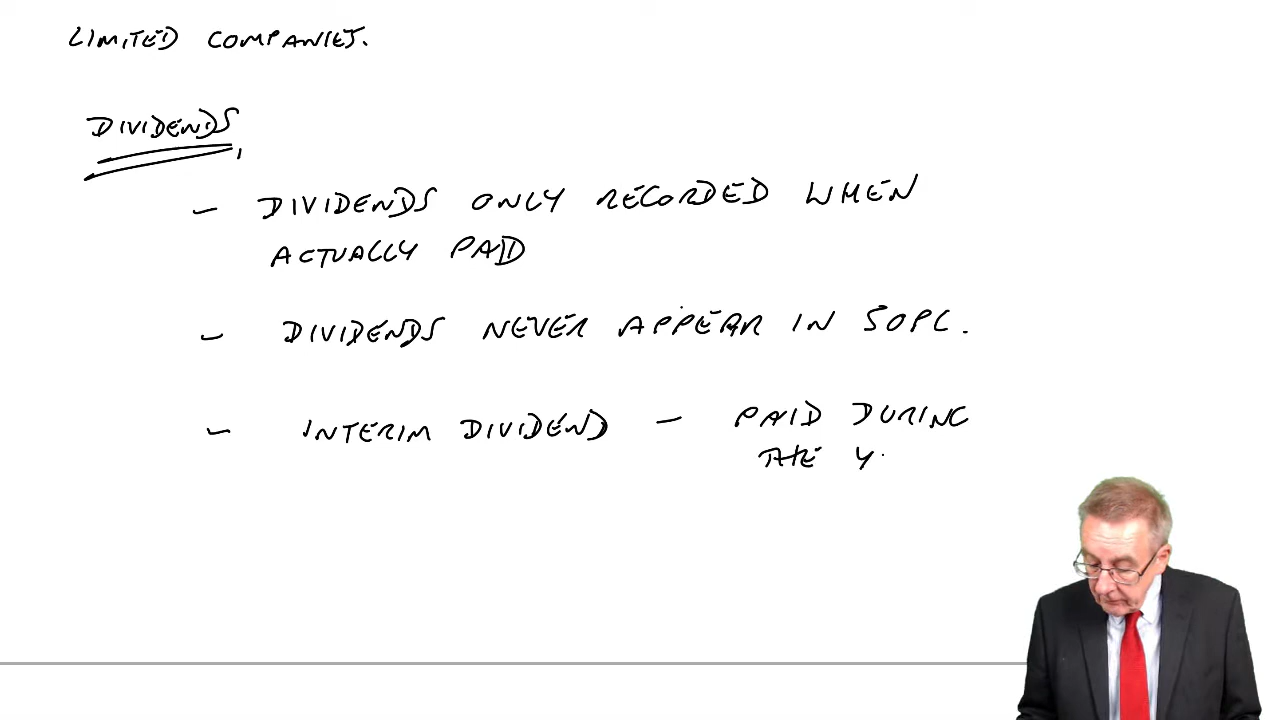 LIMITED COMPANIES.
DIVIDENDS,
- DIVIDENDS ONLY RECORDED WHEN
ACTUALLY PAID
- DIVIDENDS NEVER APPEAR IN SOPL.
- INTERIM DIVIDEND - PAID DURING
THE Y